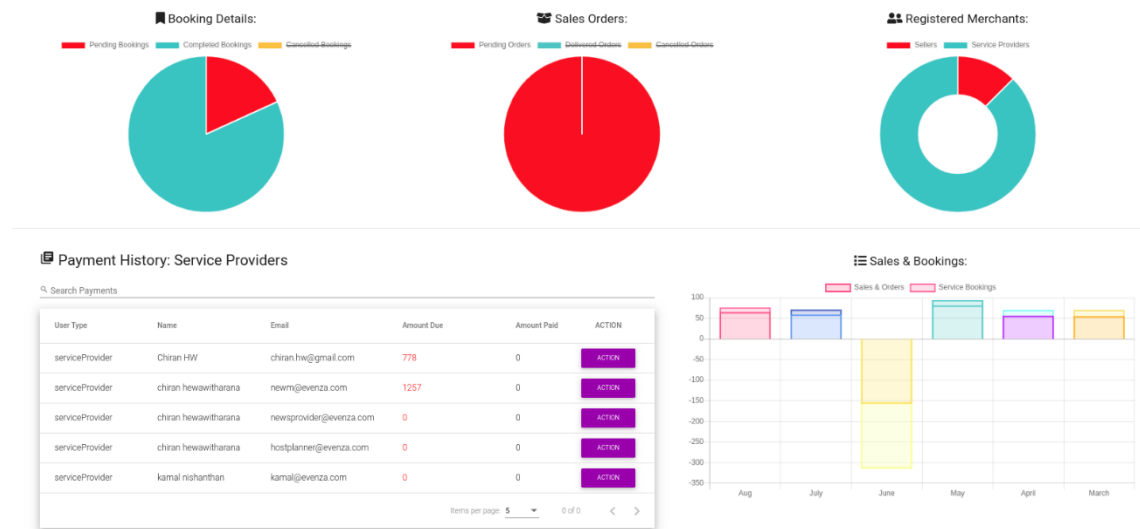 Booking Details:
Pending Bookings Completed Bookings Cancelled Bookings
Sales Orders:
Pending Orders Delivered Orders Cancelled Orders
Registered Merchants:
Sellers Service Providers
Payment History: Service Providers
Search Payments
User Type Name Email Amount Due Amount Paid ACTION
serviceProvider Chiran HW chiran.hw@gmail.com 778 0 ACTION
serviceProvider chiran hewawitharana newm@evenza.com 1257 0 ACTION
serviceProvider chiran hewawitharana newsprovider@evenza.com 0 0 ACTION
serviceProvider chiran hewawitharana hostplanner@evenza.com 0 0 ACTION
serviceProvider kamal nishanthan kamal@evenza.com 0 0 ACTION
Items per page: 5 0 of 0
Sales & Bookings:
Sales & Orders Service Bookings
100
50
0
-50
-100
-150
-200
-250
-300
-350
Aug July June May April March